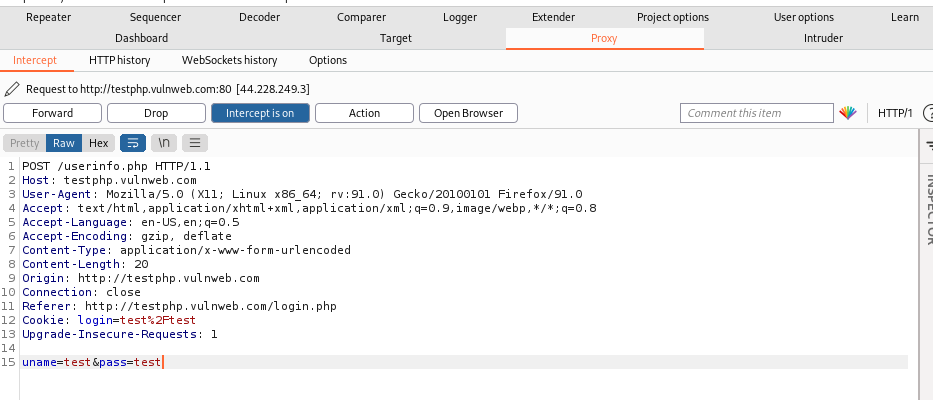 Repeater Sequencer Decoder Comparer Logger Extender Project options User options Learn
Dashboard Target Proxy Intruder
Intercept HTTP history WebSockets history Options
Request to http://testphp.vulnweb.com:80 [44.228.249.3]
Forward Drop Intercept is on Action Open Browser Comment this item HTTP/1 ?
Pretty Raw Hex \n
1 POST /userinfo.php HTTP/1.1
2 Host: testphp.vulnweb.com
3 User-Agent: Mozilla/5.0 (X11; Linux x86_64; rv:91.0) Gecko/20100101 Firefox/91.0
4 Accept: text/html,application/xhtml+xml,application/xml;q=0.9,image/webp,*/*;q=0.8
5 Accept-Language: en-US,en;q=0.5
6 Accept-Encoding: gzip, deflate
7 Content-Type: application/x-www-form-urlencoded
8 Content-Length: 20
9 Origin: http://testphp.vulnweb.com
10 Connection: close
11 Referer: http://testphp.vulnweb.com/login.php
12 Cookie: login=test%2Ftest
13 Upgrade-Insecure-Requests: 1
14
15 uname=test&pass=test
INSPECTOR